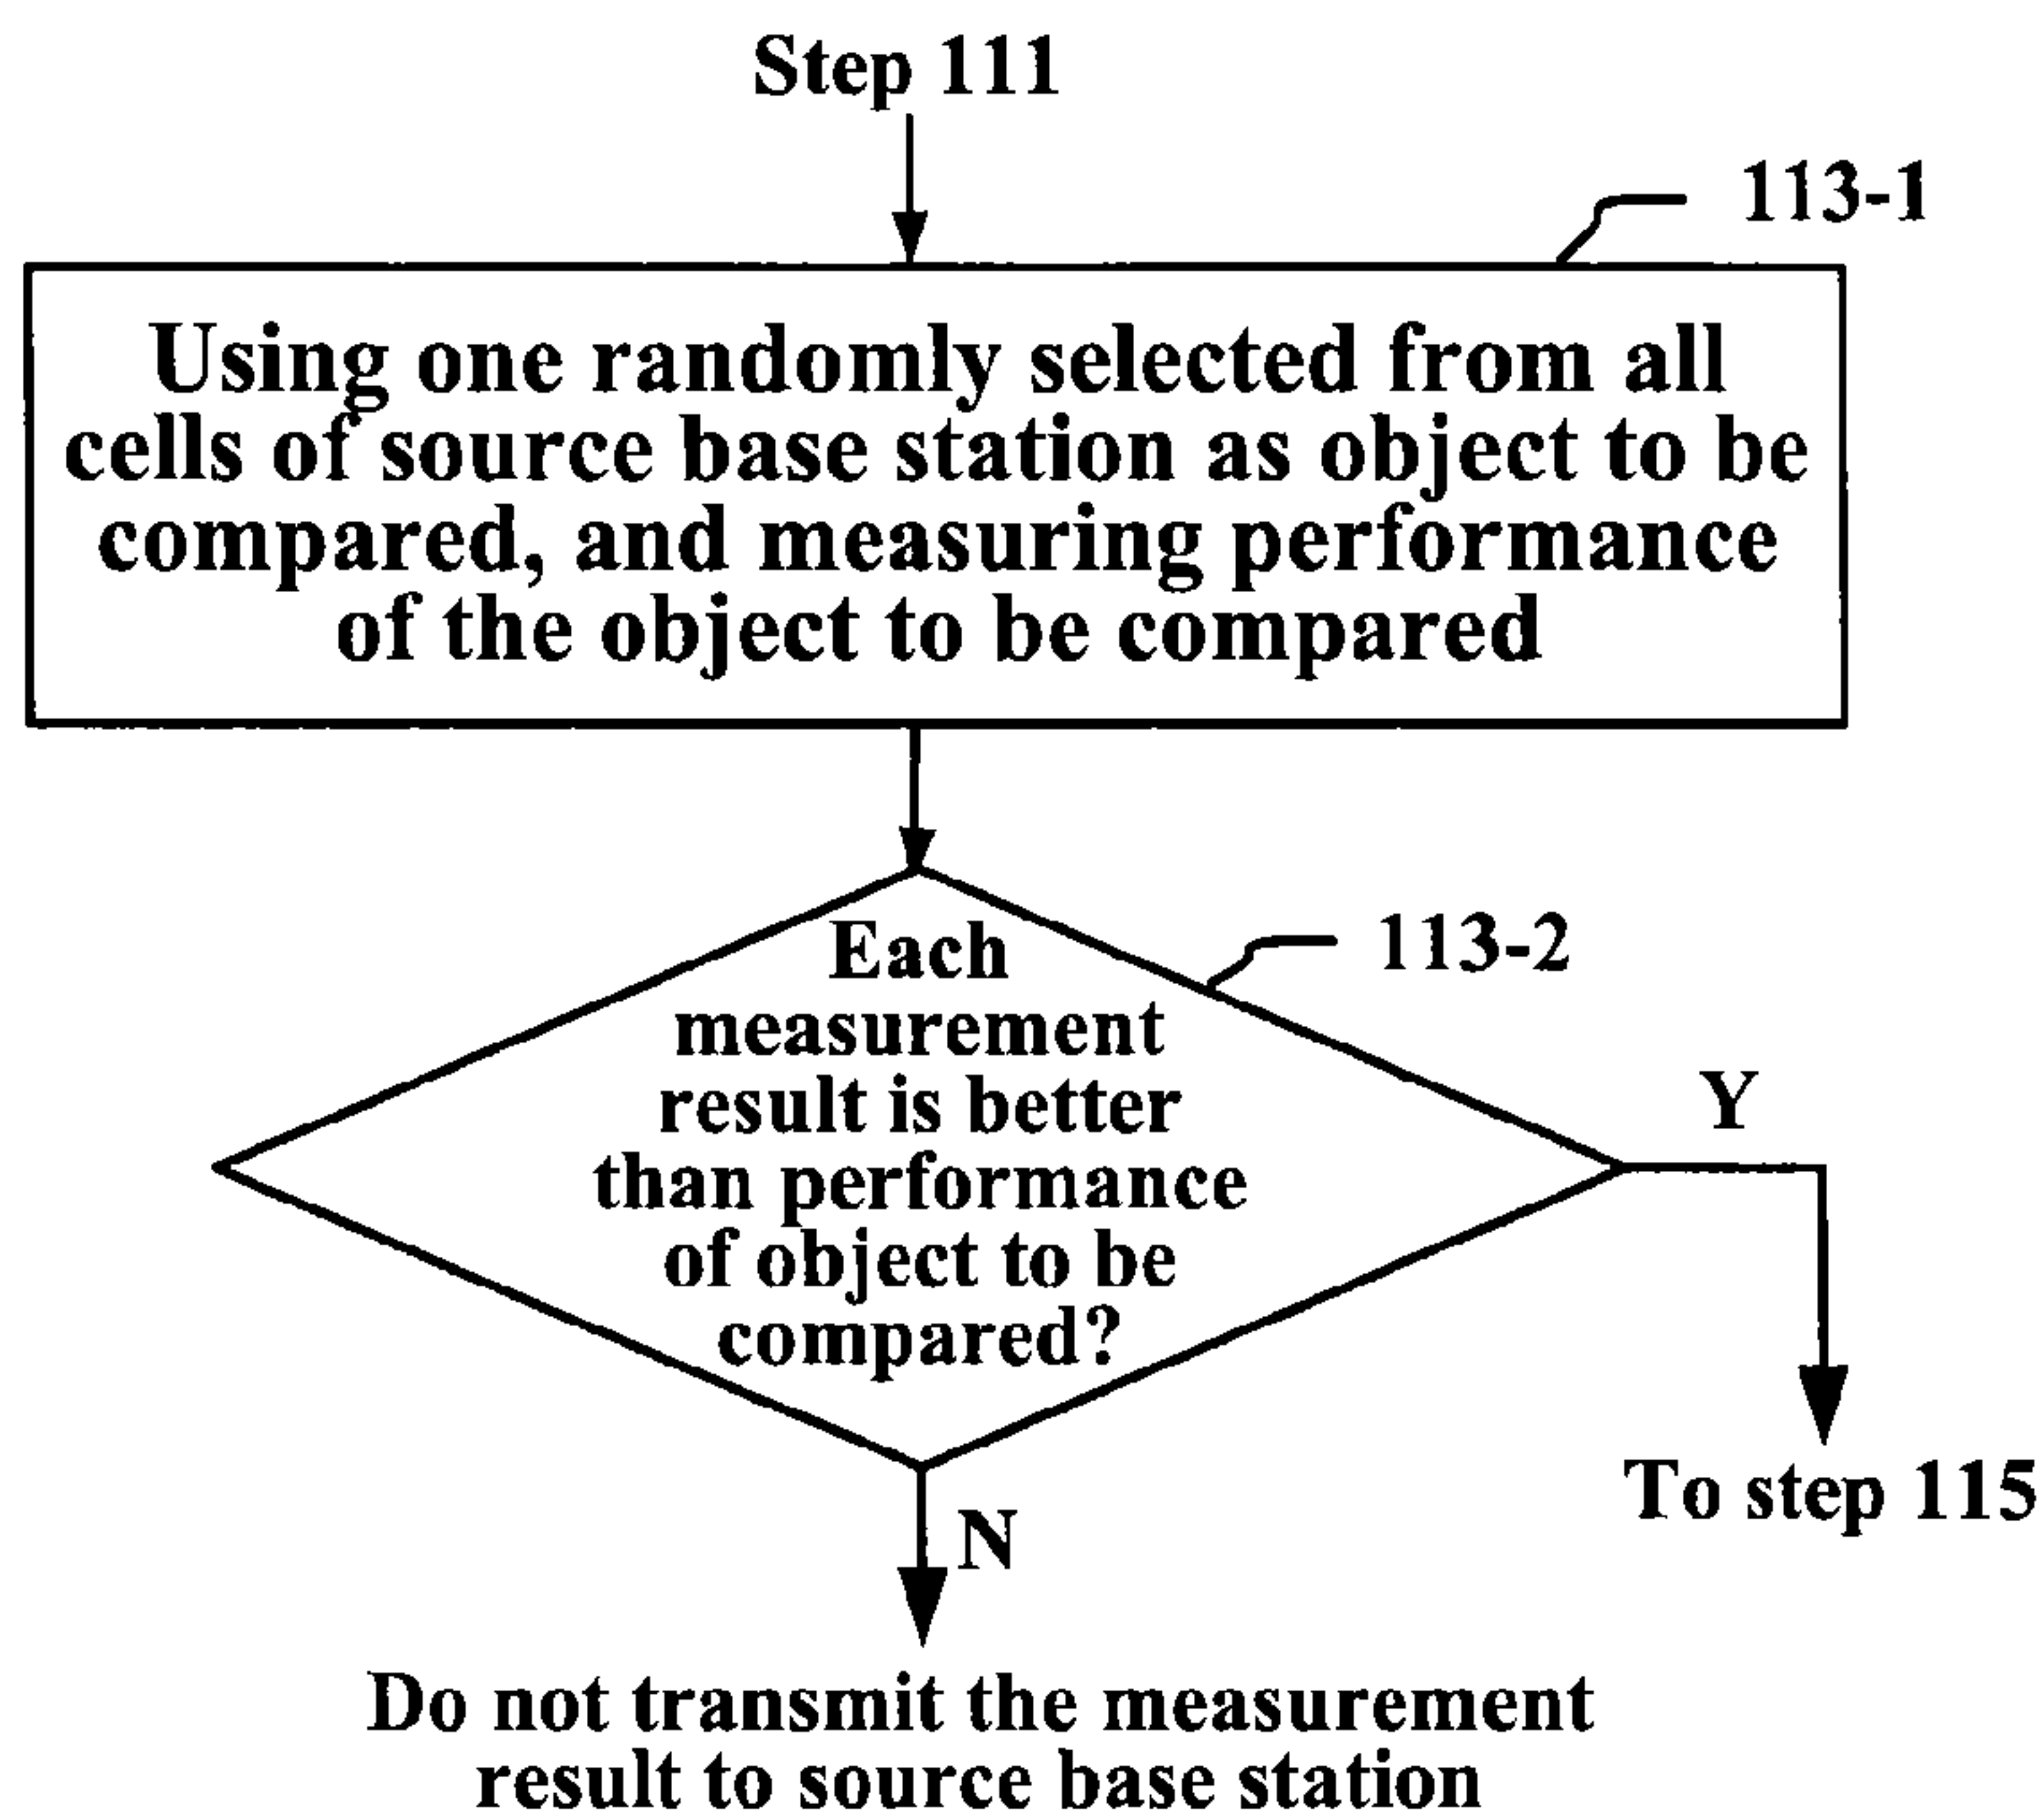 Step 111
113-1
Using one randomly selected from all
cells of source base station as object to be
compared, and measuring performance
of the object to be compared
113-2
Each
measurement
result is better
than performance
of object to be
compared?
Y
To step 115
N
Do not transmit the measurement
result to source base station